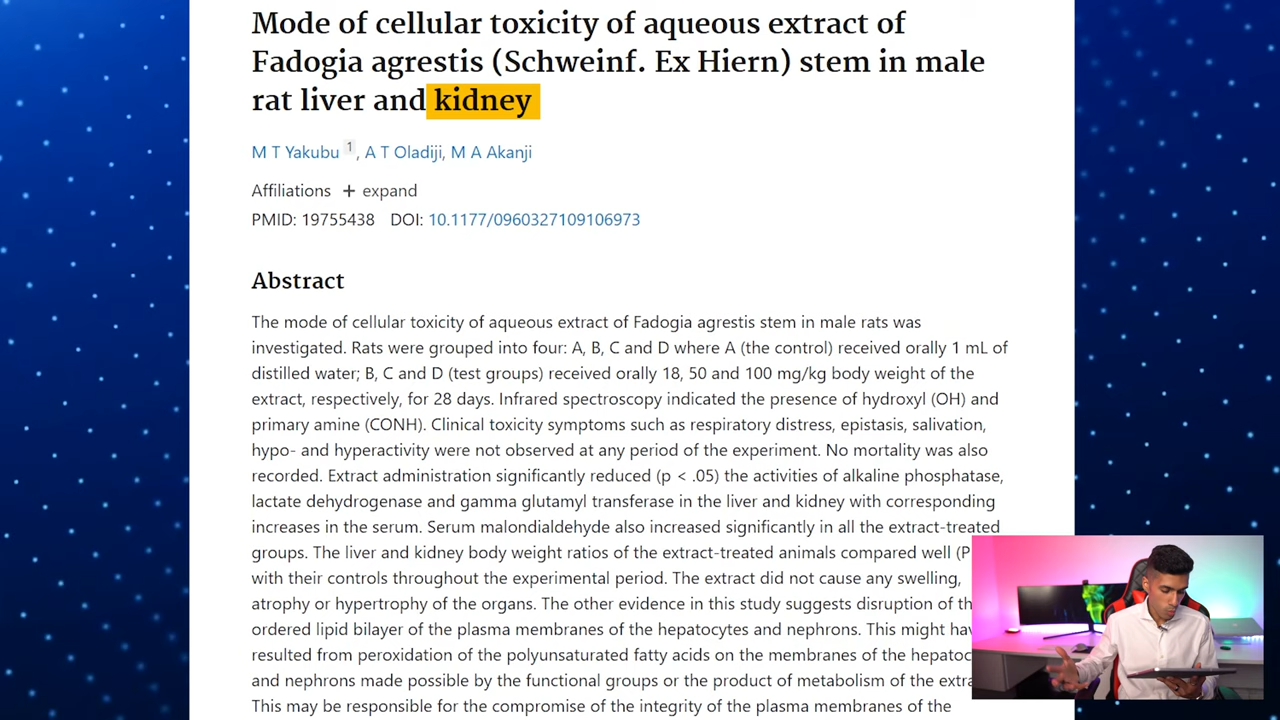 Mode of cellular toxicity of aqueous extract of
Fadogia agrestis (Schweinf. Ex Hiern) stem in male
rat liver and kidney
M T Yakubu 1 , A T Oladiji, M A Akanji
Affiliations + expand
PMID: 19755438 DOI: 10.1177/0960327109106973
Abstract
The mode of cellular toxicity of aqueous extract of Fadogia agrestis stem in male rats was
investigated. Rats were grouped into four: A, B, C and D where A (the control) received orally 1 mL of
distilled water; B, C and D (test groups) received orally 18, 50 and 100 mg/kg body weight of the
extract, respectively, for 28 days. Infrared spectroscopy indicated the presence of hydroxyl (OH) and
primary amine (CONH). Clinical toxicity symptoms such as respiratory distress, epistasis, salivation,
hypo- and hyperactivity were not observed at any period of the experiment. No mortality was also
recorded. Extract administration significantly reduced (p < .05) the activities of alkaline phosphatase,
lactate dehydrogenase and gamma glutamyl transferase in the liver and kidney with corresponding
increases in the serum. Serum malondialdehyde also increased significantly in all the extract-treated
groups. The liver and kidney body weight ratios of the extract-treated animals compared well (P
with their controls throughout the experimental period. The extract did not cause any swelling,
atrophy or hypertrophy of the organs. The other evidence in this study suggests disruption of
ordered lipid bilayer of the plasma membranes of the hepatocytes and nephrons. This might
resulted from peroxidation of the polyunsaturated fatty acids on the membranes of the
and nephrons made possible by the functional groups or the product of metabolism of the
This may be responsible for the compromise of the integrity of the plasma membranes of the